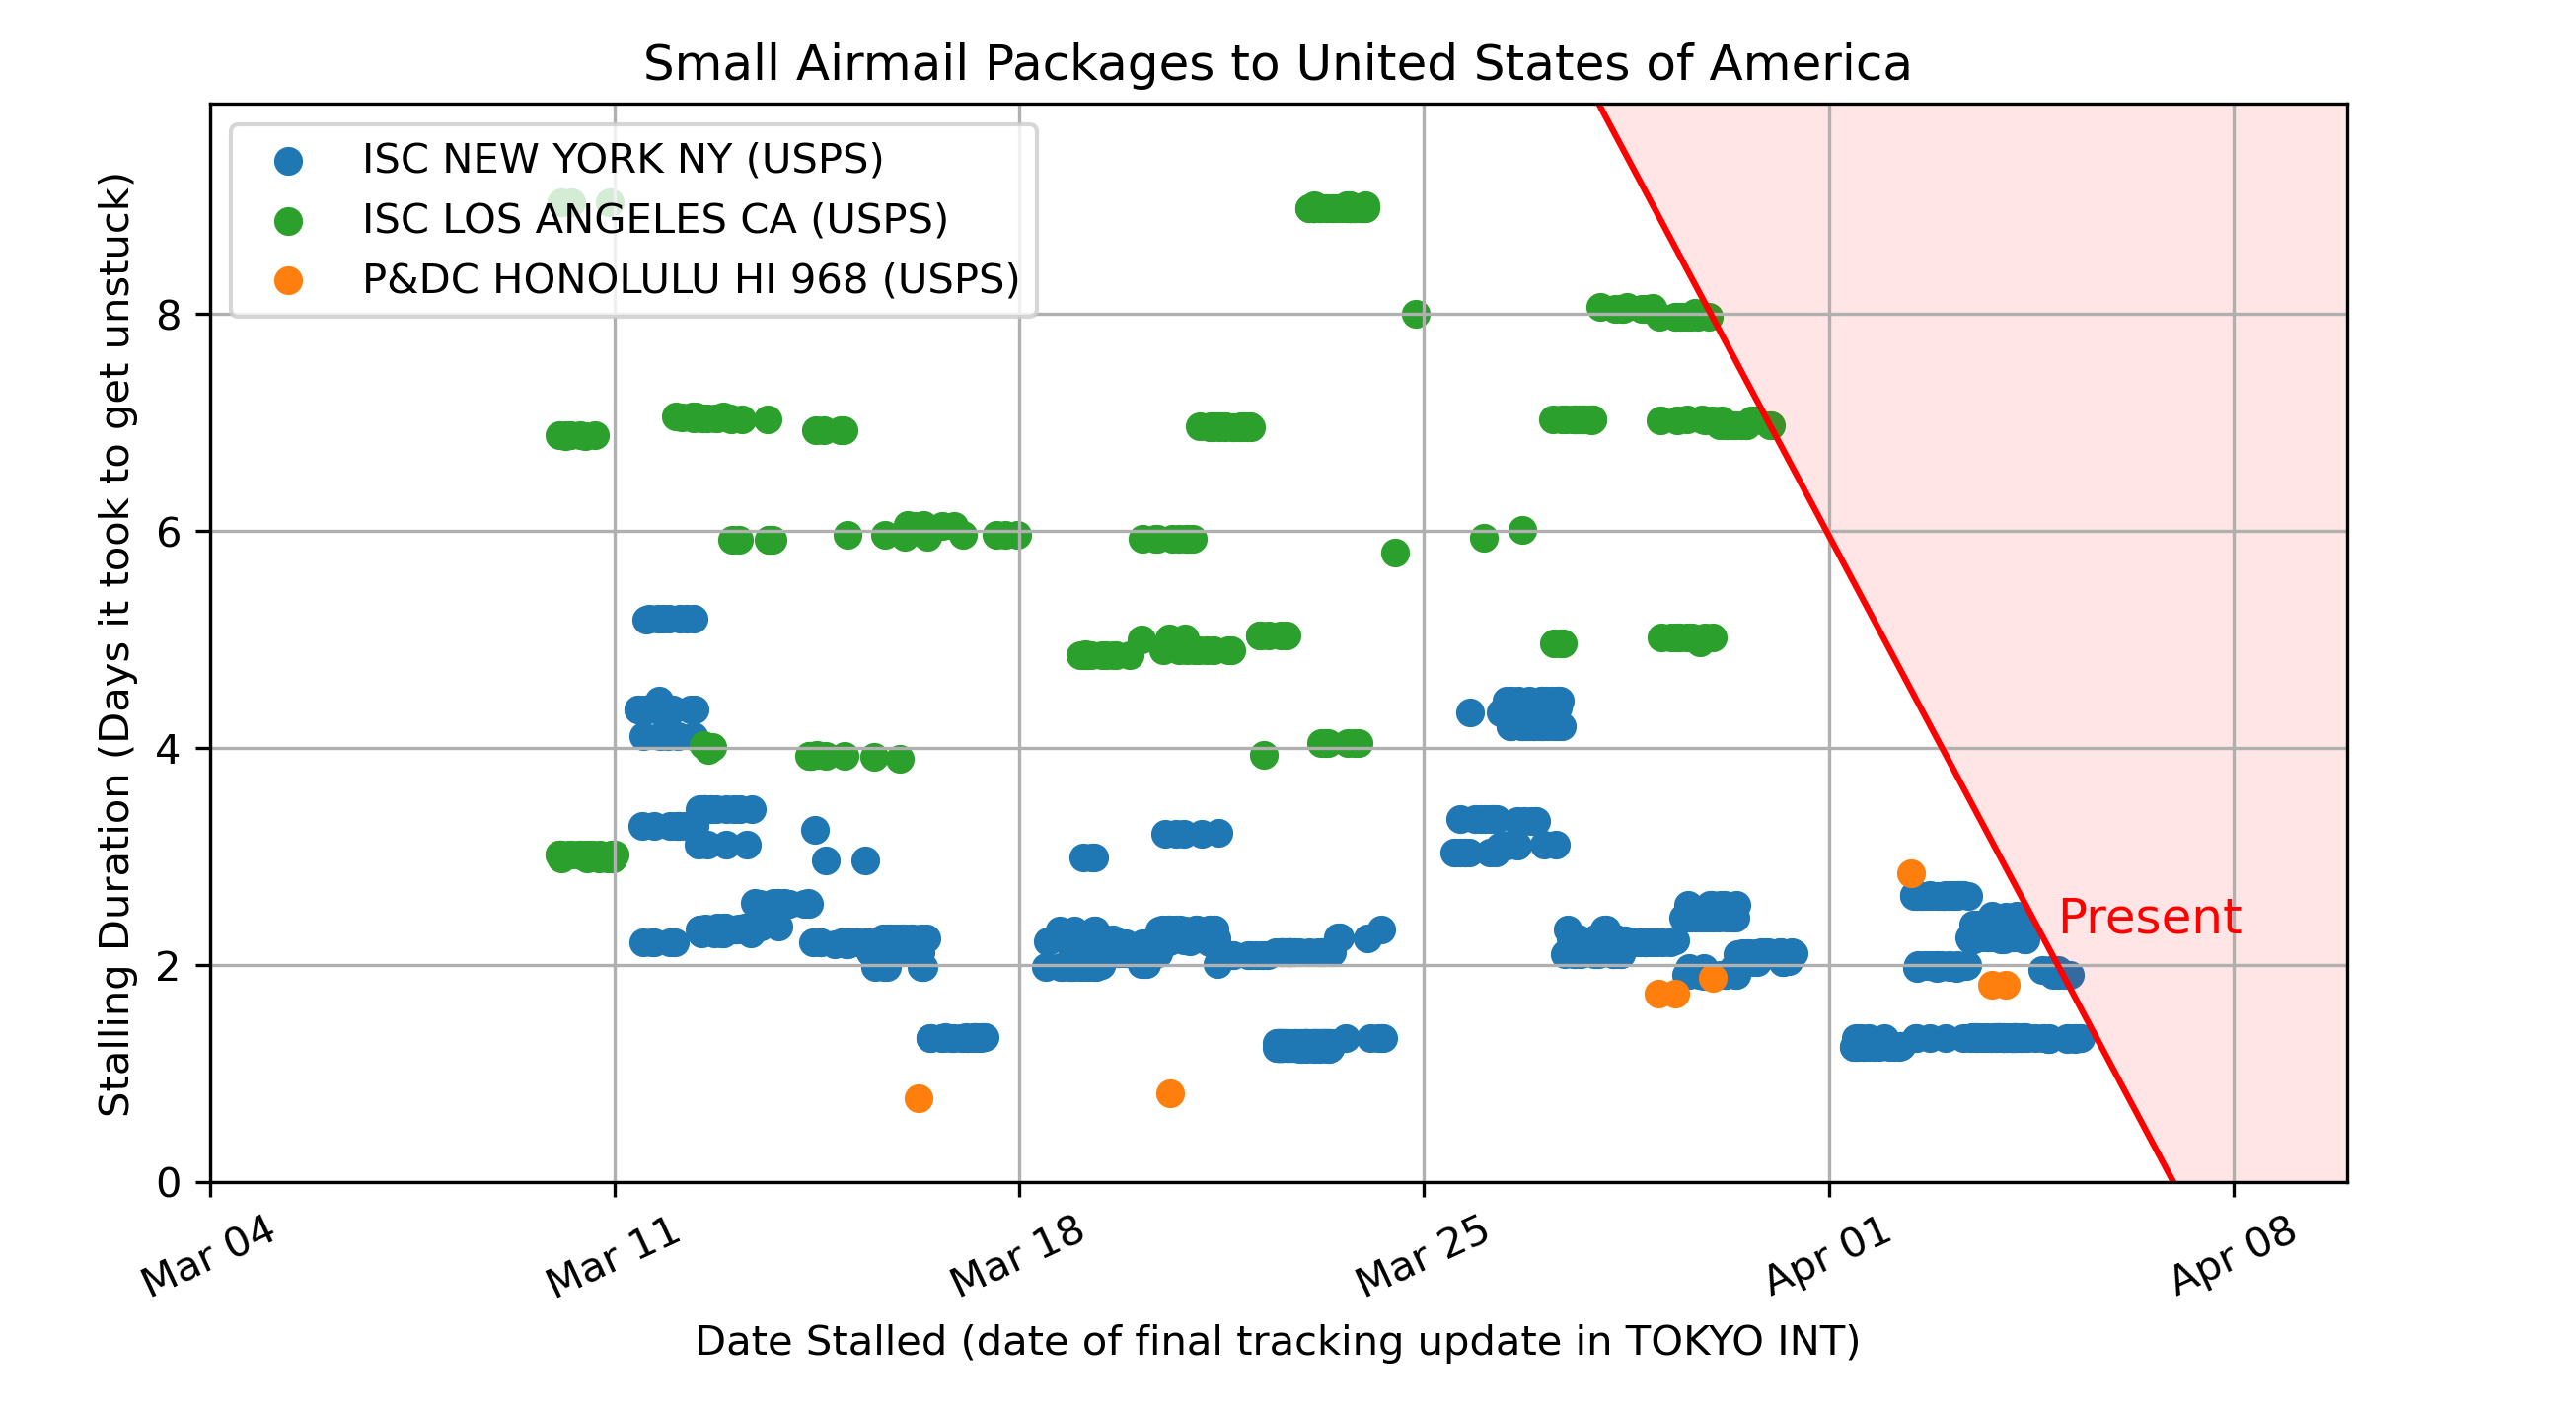 Small Airmail Packages to United States of America
ISC NEW YORK NY (USPS)
ISC LOS ANGELES CA (USPS)
P&DC HONOLULU HI 968 (USPS)
Stalling Duration (Days it took to get unstuck)
8
6
4
2
0
Present
Mar 04
Mar 11
Mar 18
Mar 25
Apr 01
Apr 08
Date Stalled (date of final tracking update in TOKYO INT)